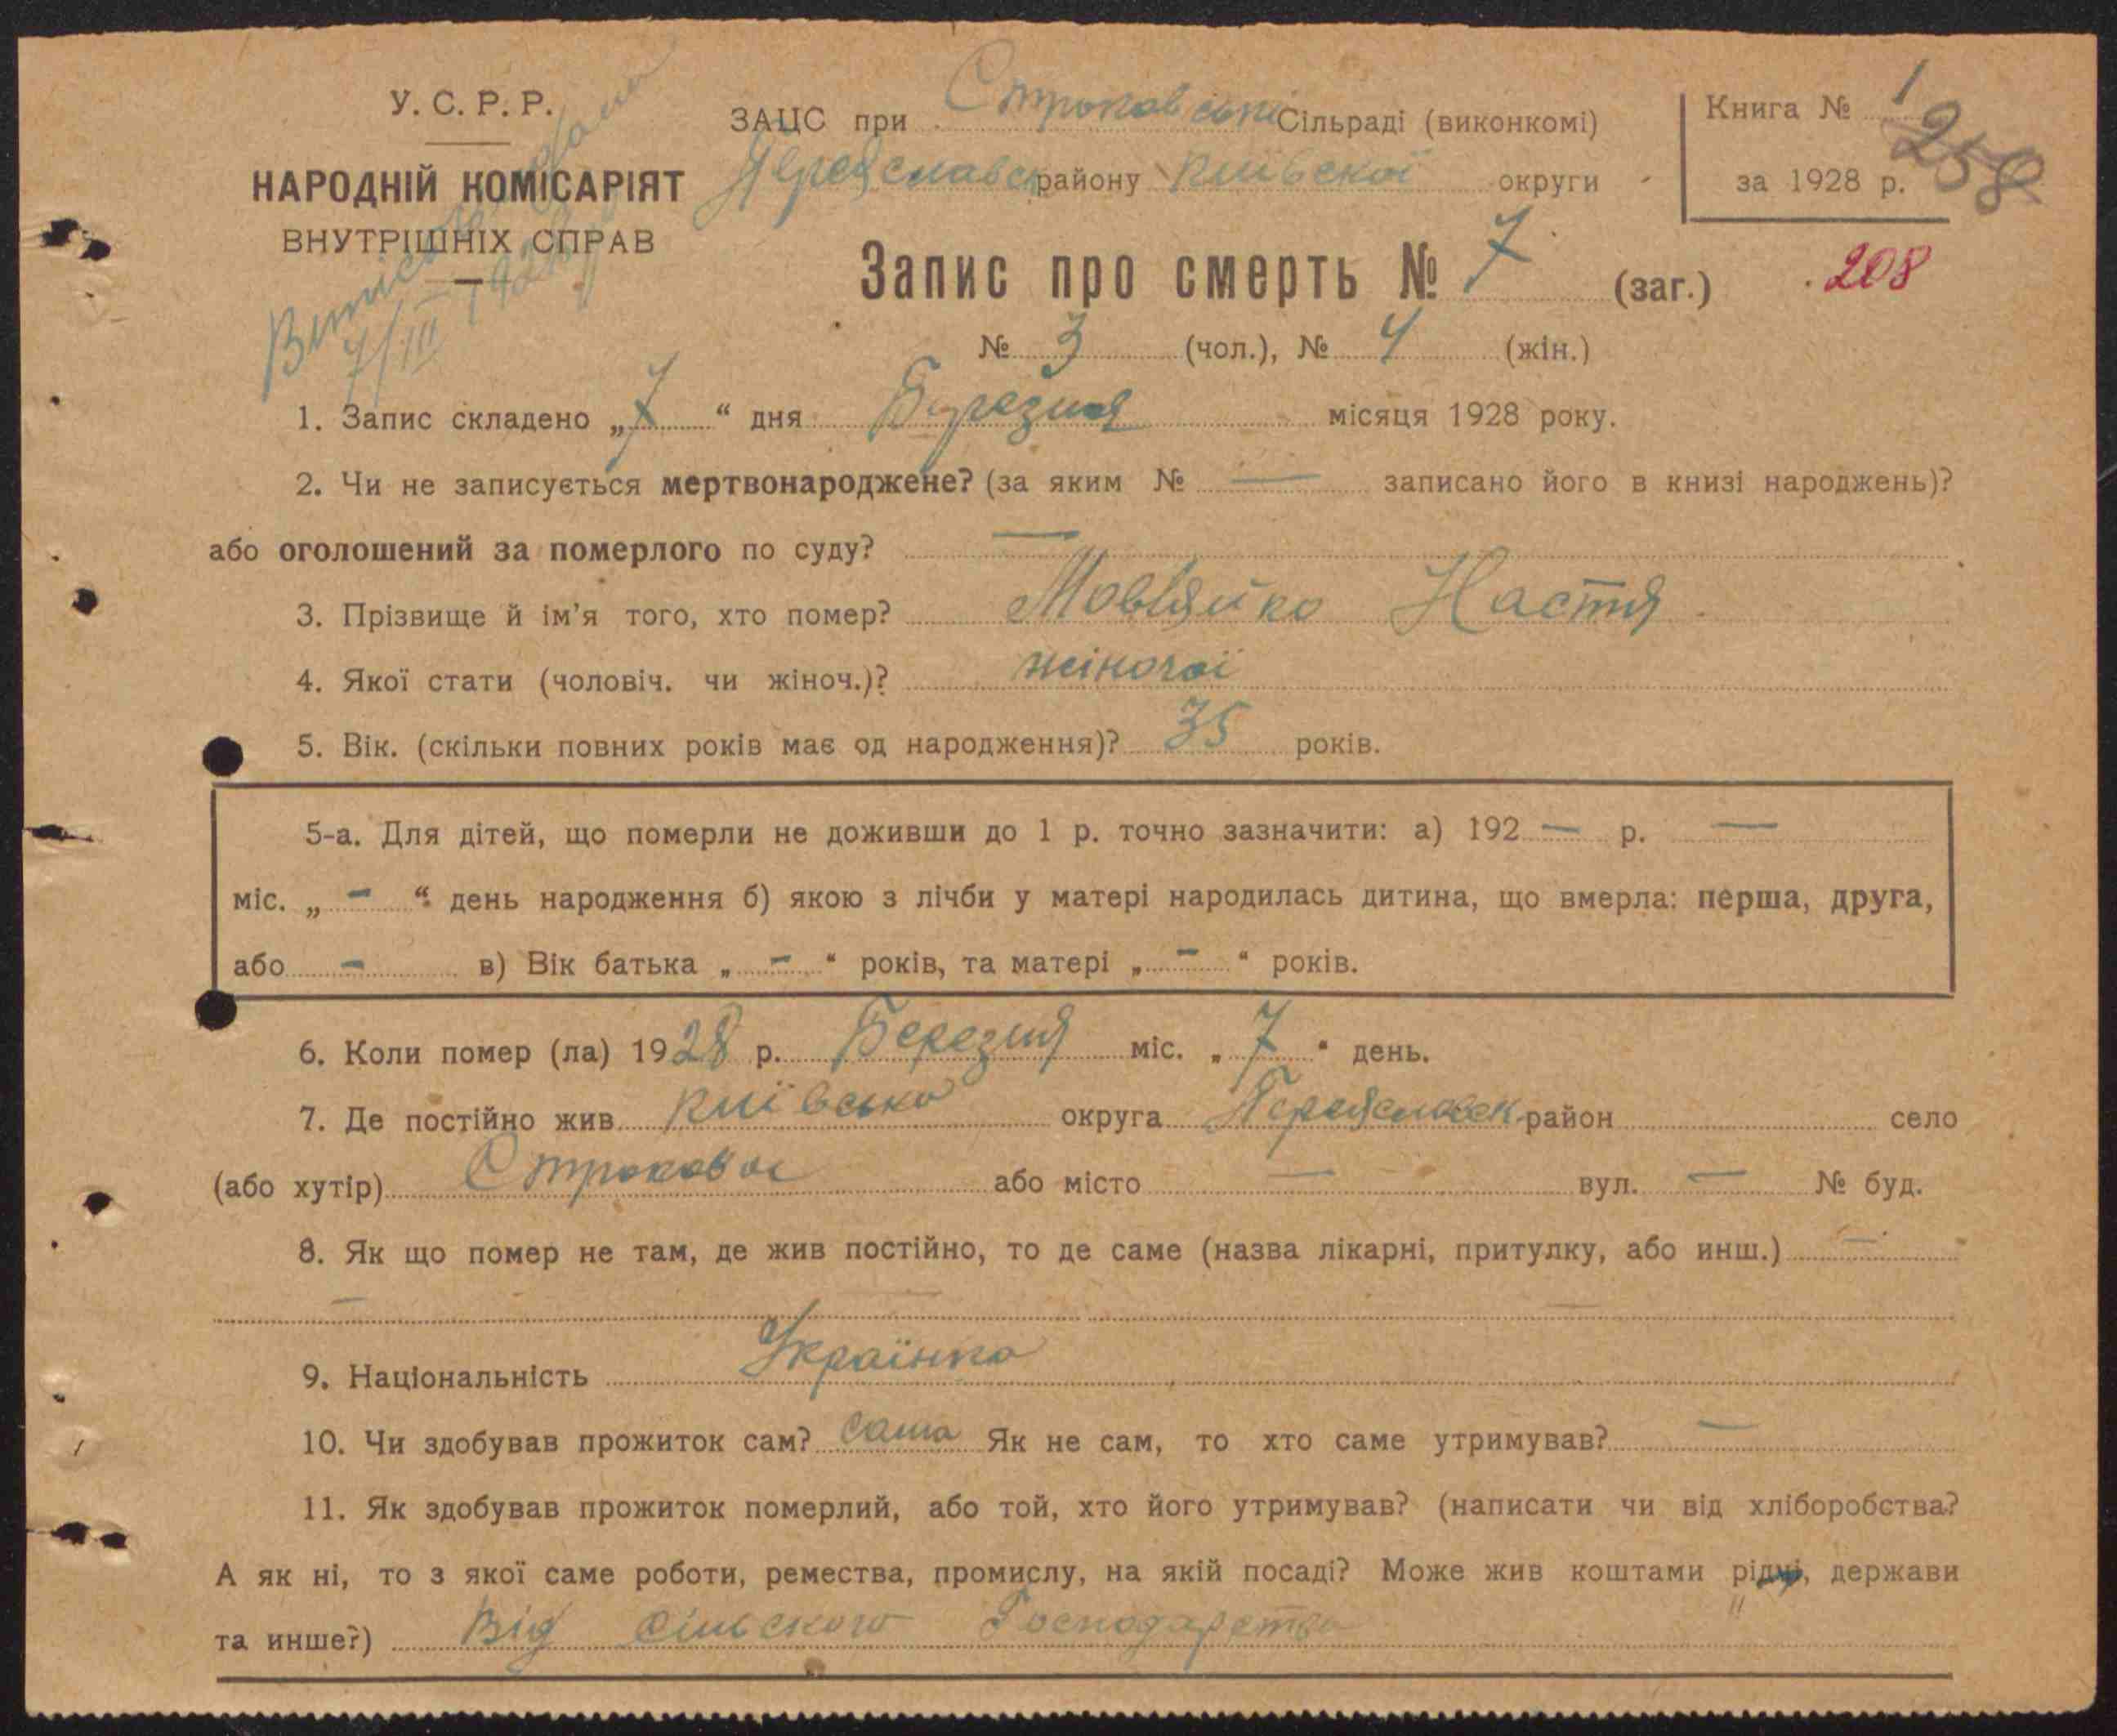 У. С. Р. Р.
НАРОДНІЙ КОМІСАРІЯТ
ВНУТРІШНІХ СПРАВ
7/III 1928
ЗАЦС при Строковські Сільраді (виконкомі)
Переяславск району Київскої округи
Книга № 1
за 1928 р.
258
208
Запис про смерть № 7 (заг.)
№ 3 (чол.), № 4 (жін.)
1. Запис складено „7“ дня Березня місяця 1928 року.
2. Чи не записується мертвонароджене? (за яким № — записано його в книзі народжень)?
або оголошений за померлого по суду? —
3. Прізвище й ім’я того, хто помер? Мовляйко Настя
4. Якої стати (чоловіч. чи жіноч.)? жіночої
5. Вік. (скільки повних років має од народження)? 35 років.
5-а. Для дітей, що померли не доживши до 1 р. точно зазначити: а) 192 — р. —
міс. „ - “ день народження б) якою з лічби у матері народилась дитина, що вмерла: перша, друга,
або - в) Вік батька „ - “ років, та матері „ - “ років.
6. Коли помер (ла) 1928 р. Березня міс. „7“ день.
7. Де постійно жив Київська округа Переяславск район село
(або хутір) Строкова або місто — вул. — № буд.
8. Як що помер не там, де жив постійно, то де саме (назва лікарні, притулку, або инш.) —
9. Національність Українка
10. Чи здобував прожиток сам? сама Як не сам, то хто саме утримував? —
11. Як здобував прожиток померлий, або той, хто його утримував? (написати чи від хліборобства?
А як ні, то з якої саме роботи, ремества, промислу, на якій посаді? Може жив коштами рідні, держави
та инше?) Від сільского Господарства